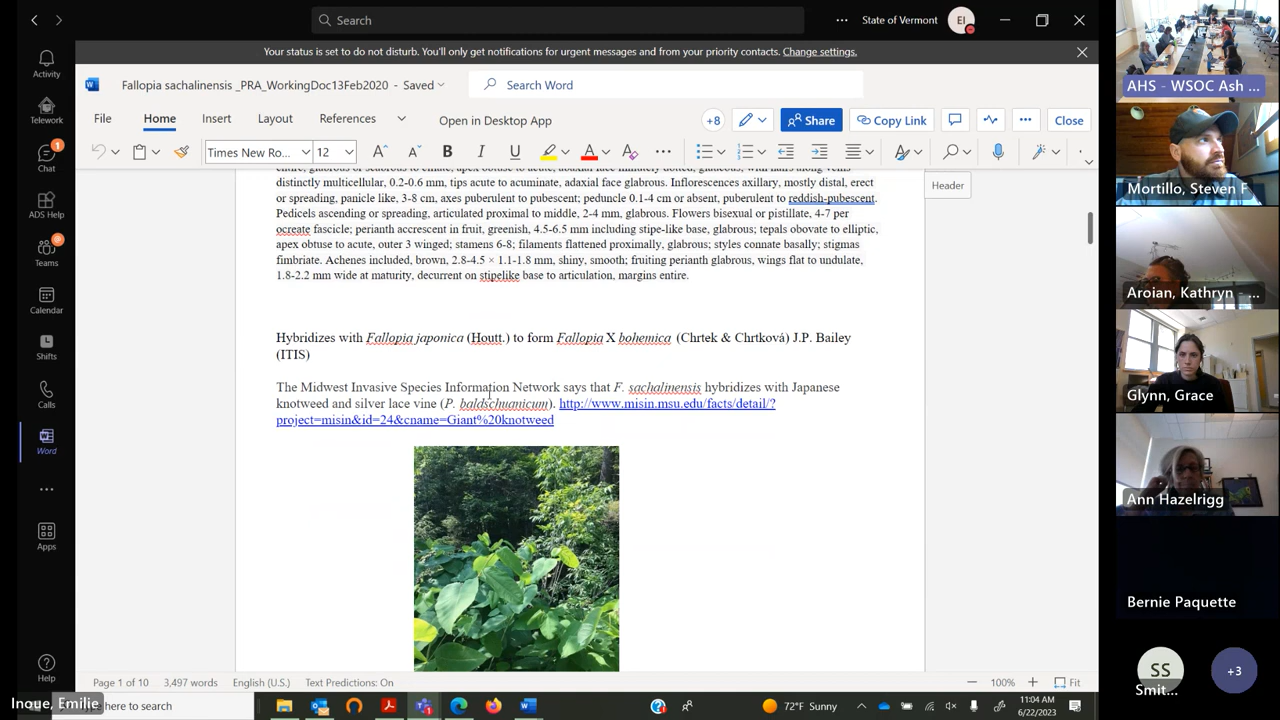 Search
State of Vermont
EI
Your status is set to do not disturb. You'll only get notifications for urgent messages and from your priority contacts. Change settings.
Activity
Telework
1
Chat
ADS Help
@
Teams
Calendar
Shifts
Calls
Word
Apps
Help
Fallopia sachalinensis _PRA_WorkingDoc13Feb2020 - Saved
Search Word
File
Home
Insert
Layout
References
Open in Desktop App
+8
Share
Copy Link
Close
Times New Ro...
12
B
I
U
Header
distinctly multicellular, 0.2-0.6 mm, tips acute to acuminate, adaxial face glabrous. Inflorescences axillary, mostly distal, erect
or spreading, panicle like, 3-8 cm, axes puberulent to pubescent; peduncle 0.1-4 cm or absent, puberulent to reddish-pubescent.
Pedicels ascending or spreading, articulated proximal to middle, 2-4 mm, glabrous. Flowers bisexual or pistillate, 4-7 per
ocreate fascicle; perianth accrescent in fruit, greenish, 4.5-6.5 mm including stipe-like base, glabrous; tepals obovate to elliptic,
apex obtuse to acute, outer 3 winged; stamens 6-8; filaments flattened proximally, glabrous; styles connate basally; stigmas
fimbriate. Achenes included, brown, 2.8-4.5 × 1.1-1.8 mm, shiny, smooth; fruiting perianth glabrous, wings flat to undulate,
1.8-2.2 mm wide at maturity, decurrent on stipelike base to articulation, margins entire.
Hybridizes with Fallopia japonica (Houtt.) to form Fallopia X bohemica (Chrtek & Chrtková) J.P. Bailey
(ITIS)
The Midwest Invasive Species Information Network says that F. sachalinensis hybridizes with Japanese
knotweed and silver lace vine (P. baldschuanicum). http://www.misin.msu.edu/facts/detail/?
project=misin&id=24&cname=Giant%20knotweed
Page 1 of 10
3,497 words
English (U.S.)
Text Predictions: On
100%
Fit
Inoue, Emilie
here to search
72°F Sunny
11:04 AM
6/22/2023
AHS - WSOC Ash ...
Mortillo, Steven F
Aroian, Kathryn - ...
Glynn, Grace
Ann Hazelrigg
Bernie Paquette
SS
Smit...
+3